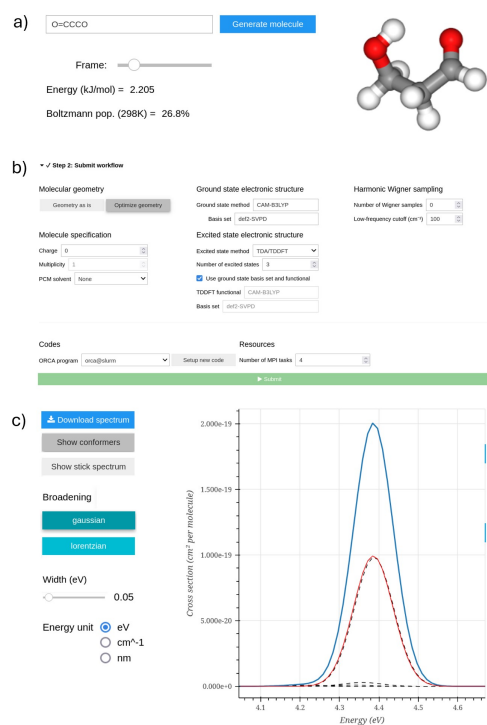 a)
O=CCCO
Generate molecule
Frame:
Energy (kJ/mol) = 2.205
Boltzmann pop. (298K) = 26.8%
b)
▾ ✓ Step 2: Submit workflow
Molecular geometry
Geometry as is
Optimize geometry
Molecule specification
Charge 0
Multiplicity 1
PCM solvent None
Ground state electronic structure
Ground state method CAM-B3LYP
Basis set def2-SVPD
Excited state electronic structure
Excited state method TDA/TDDFT
Number of excited states 3
Use ground state basis set and functional
TDDFT functional CAM-B3LYP
Basis set def2-SVPD
Harmonic Wigner sampling
Number of Wigner samples 0
Low-frequency cutoff (cm⁻¹) 100
Codes
ORCA program orca@slurm
Setup new code
Resources
Number of MPI tasks 4
▶ Submit
c)
Download spectrum
Show conformers
Show stick spectrum
Broadening
gaussian
lorentzian
Width (eV)
0.05
Energy unit
eV
cm^-1
nm
Cross section (cm² per molecule)
2.000e-19
1.500e-19
1.000e-19
5.000e-20
0.000e+0
4.1 4.2 4.3 4.4 4.5 4.6
Energy (eV)